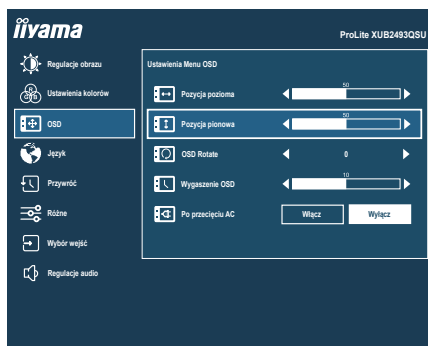 iiyama
ProLite XUB2493QSU
Regulacje obrazu
Ustawienia kolorów
R
G B
OSD
Język
Przywróć
Różne
Wybór wejść
Regulacje audio
Ustawienia Menu OSD
Pozycja pozioma
50
Pozycja pionowa
50
OSD Rotate
0
Wygaszenie OSD
10
Po przecięciu AC
Włącz
Wyłącz